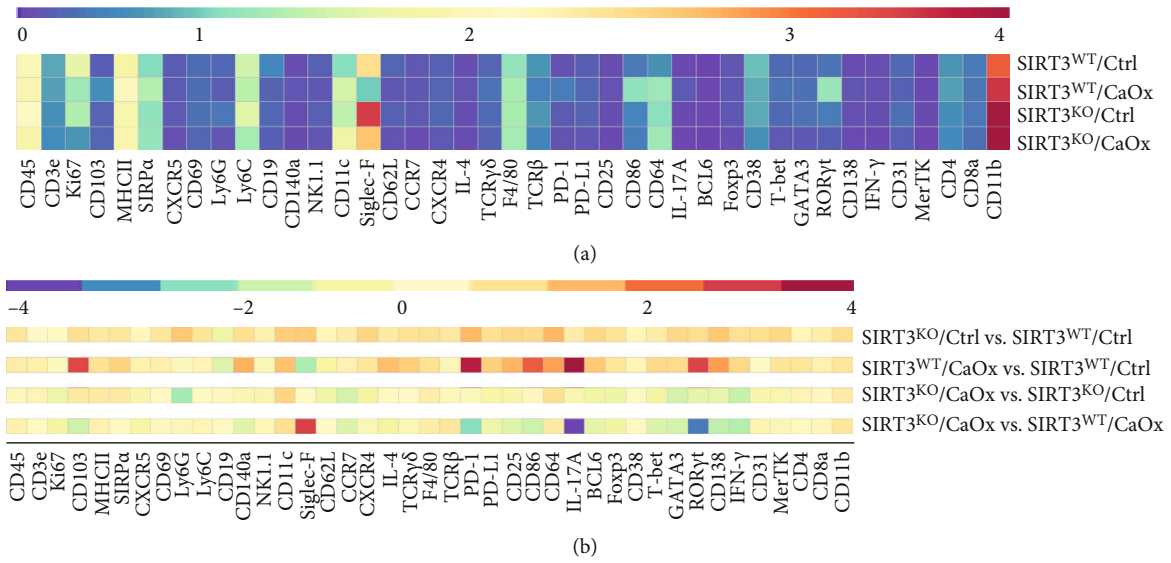 0 1 2 3 4
SIRT3WT/Ctrl
SIRT3WT/CaOx
SIRT3KO/Ctrl
SIRT3KO/CaOx
CD45
CD3e
Ki67
CD103
MHCII
SIRPα
CXCR5
CD69
Ly6G
Ly6C
CD19
CD140a
NK1.1
CD11c
Siglec-F
CD62L
CCR7
CXCR4
IL-4
TCRγδ
F4/80
TCRβ
PD-1
PD-L1
CD25
CD86
CD64
IL-17A
BCL6
Foxp3
CD38
T-bet
GATA3
RORγt
CD138
IFN-γ
CD31
MerTK
CD4
CD8a
CD11b
(a)
−4 −2 0 2 4
SIRT3KO/Ctrl vs. SIRT3WT/Ctrl
SIRT3WT/CaOx vs. SIRT3WT/Ctrl
SIRT3KO/CaOx vs. SIRT3KO/Ctrl
SIRT3KO/CaOx vs. SIRT3WT/CaOx
CD45
CD3e
Ki67
CD103
MHCII
SIRPα
CXCR5
CD69
Ly6G
Ly6C
CD19
CD140a
NK1.1
CD11c
Siglec-F
CD62L
CCR7
CXCR4
IL-4
TCRγδ
F4/80
TCRβ
PD-1
PD-L1
CD25
CD86
CD64
IL-17A
BCL6
Foxp3
CD38
T-bet
GATA3
RORγt
CD138
IFN-γ
CD31
MerTK
CD4
CD8a
CD11b
(b)